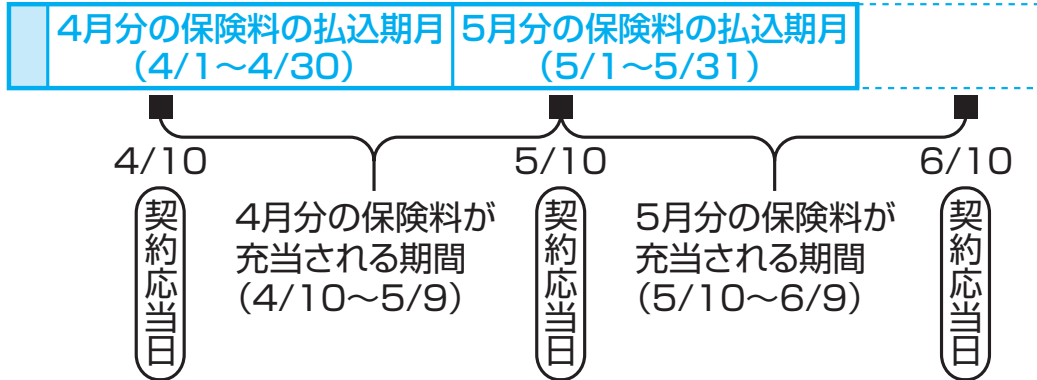 4月分の保険料の払込期月
（4/1〜4/30）
5月分の保険料の払込期月
（5/1〜5/31）
4/10
5/10
6/10
契約応当日
4月分の保険料が
充当される期間
（4/10〜5/9）
契約応当日
5月分の保険料が
充当される期間
（5/10〜6/9）
契約応当日